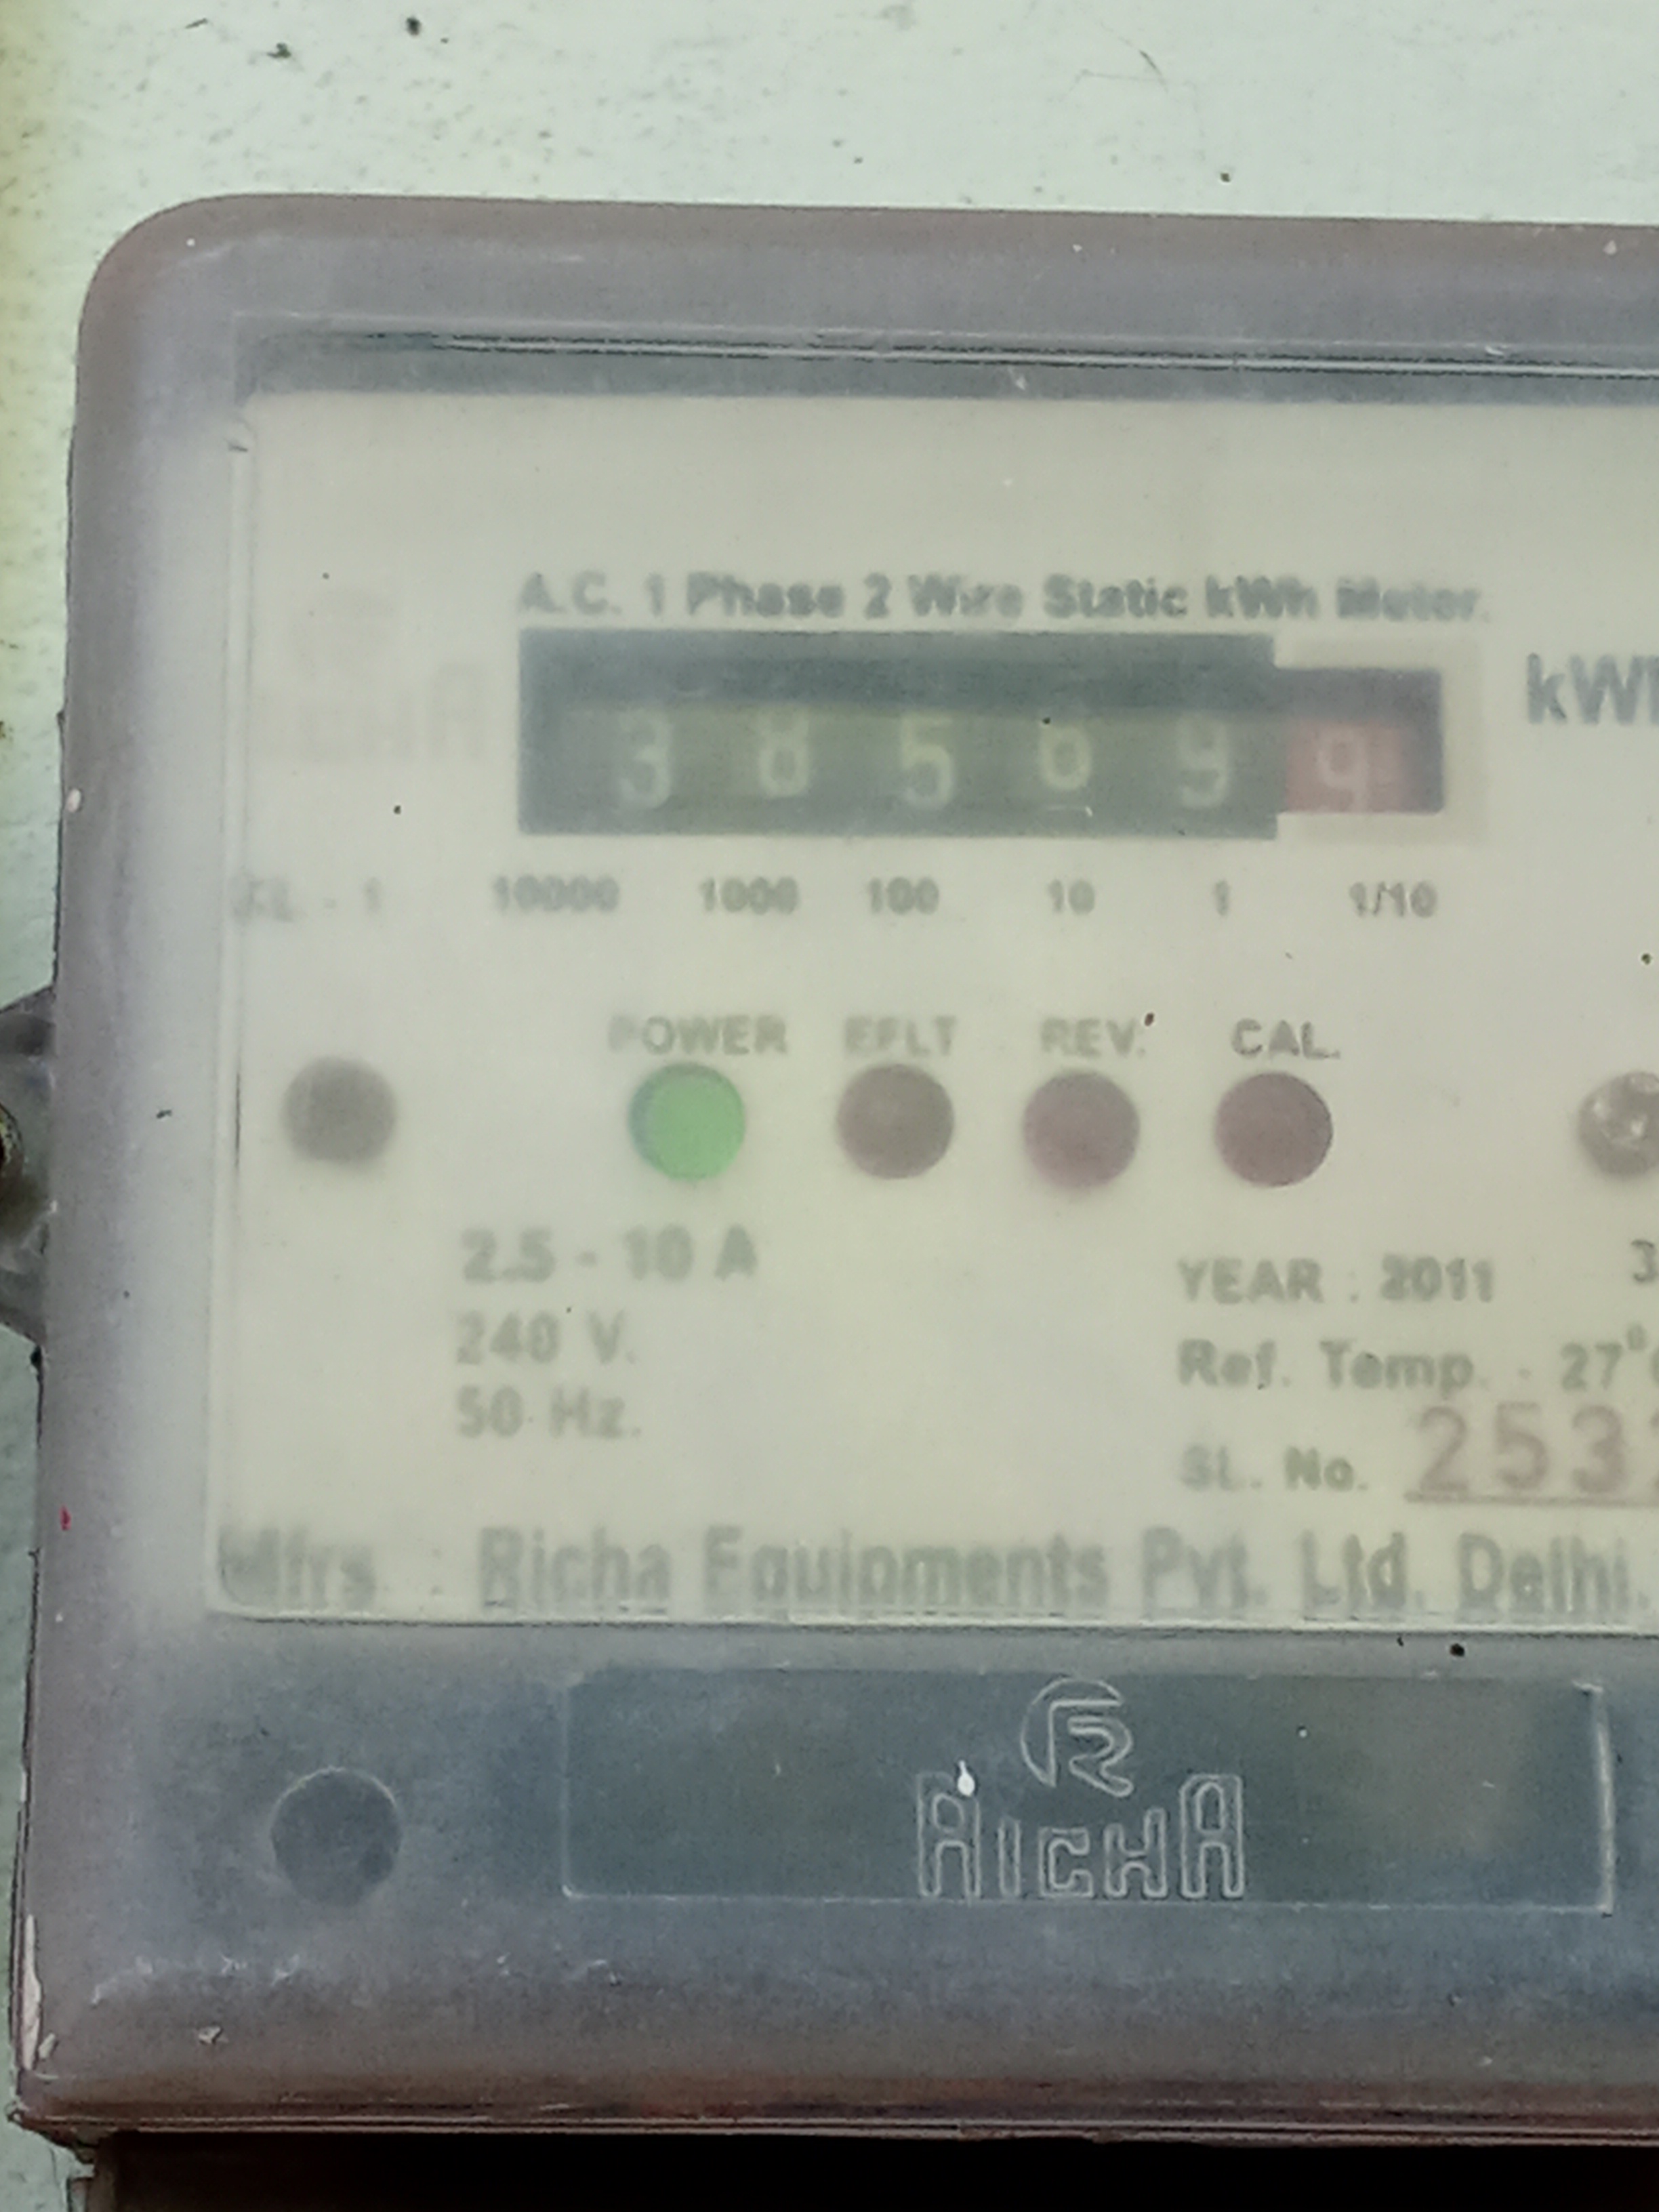 A.C. 1 Phase 2 Wire Static kWh Meter.
3 8 5 6 9 9
kWh
10000 1000 100 10 1 1/10
POWER EFLT REV. CAL.
2.5 - 10 A
240 V.
50 Hz.
YEAR : 2011
Ref. Temp. - 27°
SL. No. 253
Mfrs : Richa Equipments Pvt. Ltd. Delhi.
R
RICHA